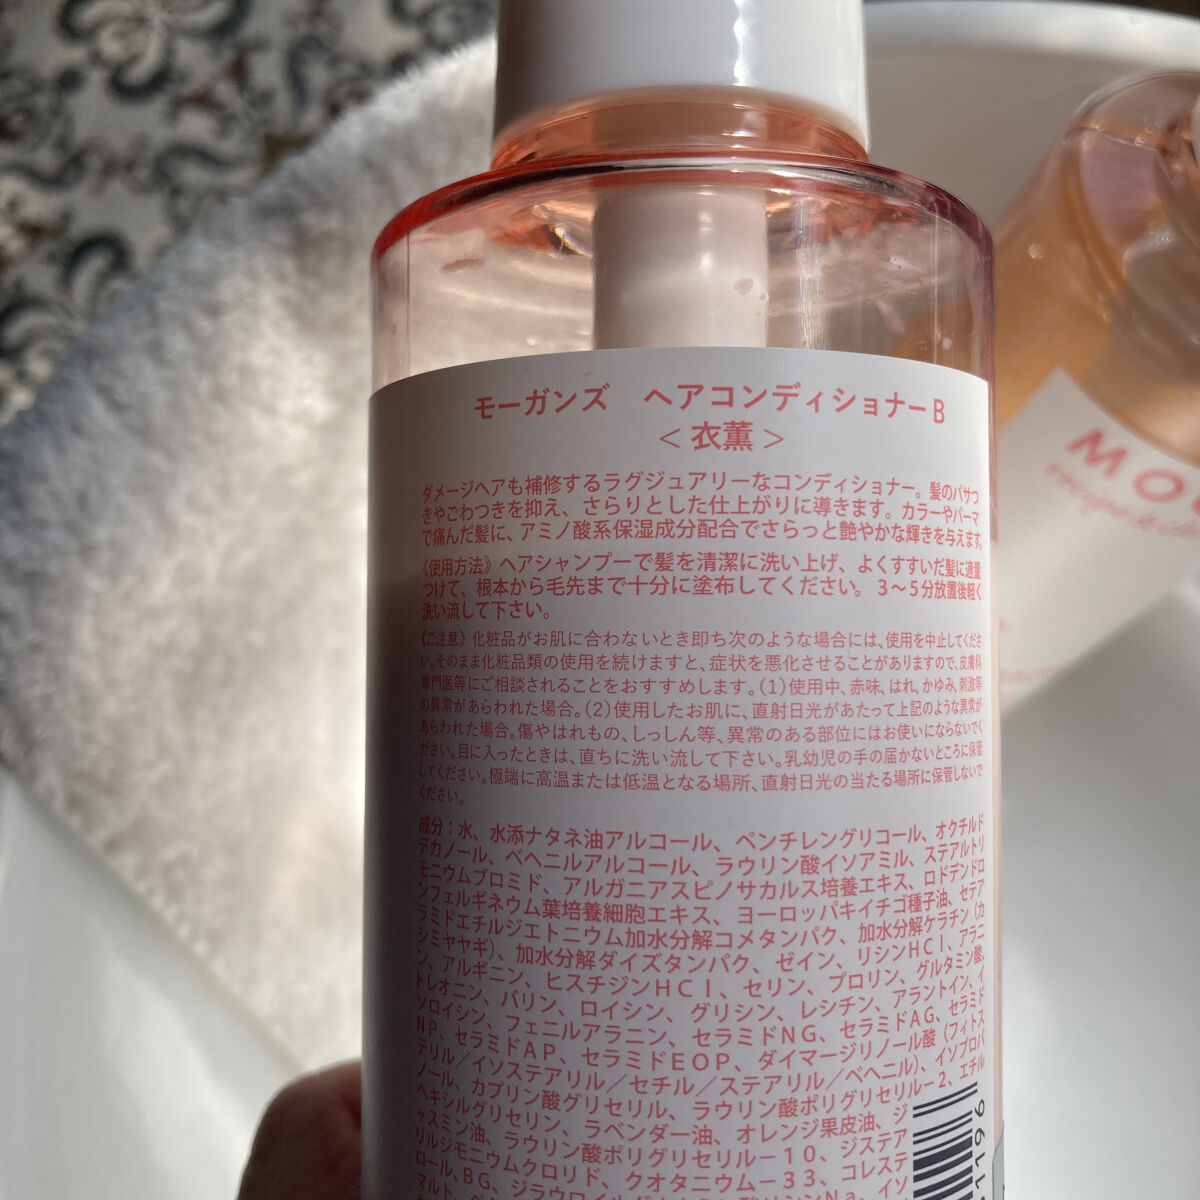 モーガンズ ヘアコンディショナーB
＜衣薫＞
ダメージヘアも補修するラグジュアリーなコンディショナー。髪のパサつ
きやごわつきを抑え、さらりとした仕上がりに導きます。カラーやパーマ
で痛んだ髪に、アミノ酸系保湿成分配合でさらっと艶やかな輝きを与えます。
《使用方法》ヘアシャンプーで髪を清潔に洗い上げ、よくすすいだ髪に適量
つけて、根本から毛先まで十分に塗布してください。3～5分放置後軽く
洗い流して下さい。
《ご注意》化粧品がお肌に合わないとき即ち次のような場合には、使用を中止してくださ
い。そのまま化粧品類の使用を続けますと、症状を悪化させることがありますので、皮膚科
専門医等にご相談されることをおすすめします。（1）使用中、赤味、はれ、かゆみ、刺激等
の異常があらわれた場合。（2）使用したお肌に、直射日光があたって上記のような異常が
あらわれた場合。傷やはれもの、しっしん等、異常のある部位にはお使いにならないでく
ださい。目に入ったときは、直ちに洗い流して下さい。乳幼児の手の届かないところに保管
してください。極端に高温または低温となる場所、直射日光の当たる場所に保管しないで
ください。
成分：水、水添ナタネ油アルコール、ペンチレングリコール、オクチルド
デカノール、ベヘニルアルコール、ラウリン酸イソアミル、ステアルトリ
モニウムブロミド、アルガニアスピノサカルス培養エキス、ロドデンドロ
ンフェルギネウム葉培養細胞エキス、ヨーロッパキイチゴ種子油、セテア
ラミドエチルジエトニウム加水分解コメタンパク、加水分解ケラチン（カ
シミヤヤギ）、加水分解ダイズタンパク、ゼイン、リシンHCl、アラニ
ン、アルギニン、ヒスチジンHCl、セリン、プロリン、グルタミン酸、
トレオニン、バリン、ロイシン、グリシン、レシチン、アラントイン、イ
ソロイシン、フェニルアラニン、セラミドNG、セラミドAG、セラミド
NP、セラミドAP、セラミドEOP、ダイマージリノール酸（フィトス
テリル／イソステアリル／セチル／ステアリル／ベヘニル）、イソプロパ
ノール、カプリン酸グリセリル、ラウリン酸ポリグリセリル－2、エチル
ヘキシルグリセリン、ラベンダー油、オレンジ果皮油、ジ
ャスミン油、ラウリン酸ポリグリセリル－10、ジステア
リルジモニウムクロリド、クオタニウム－33、コレステ
ロール、BG、ジラウロイルグルタミン酸リシンNa、イソ
マルト、
96
MO